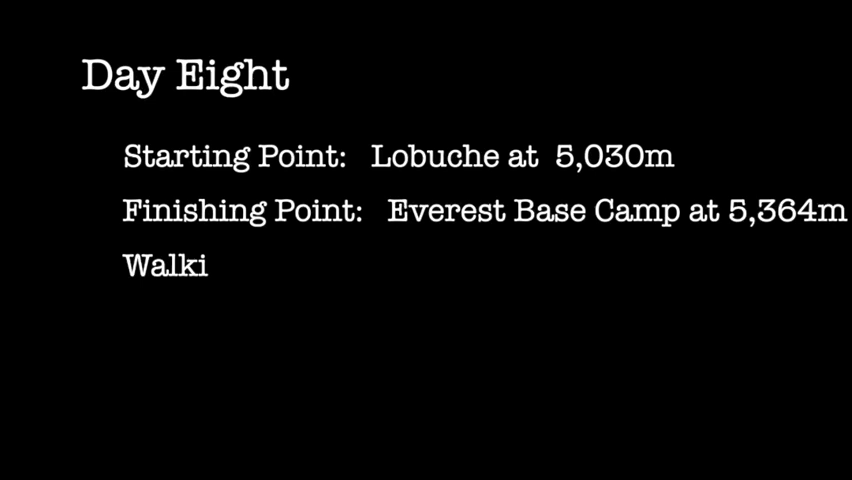 Day Eight
Starting Point: Lobuche at 5,030m
Finishing Point: Everest Base Camp at 5,364m
Walki